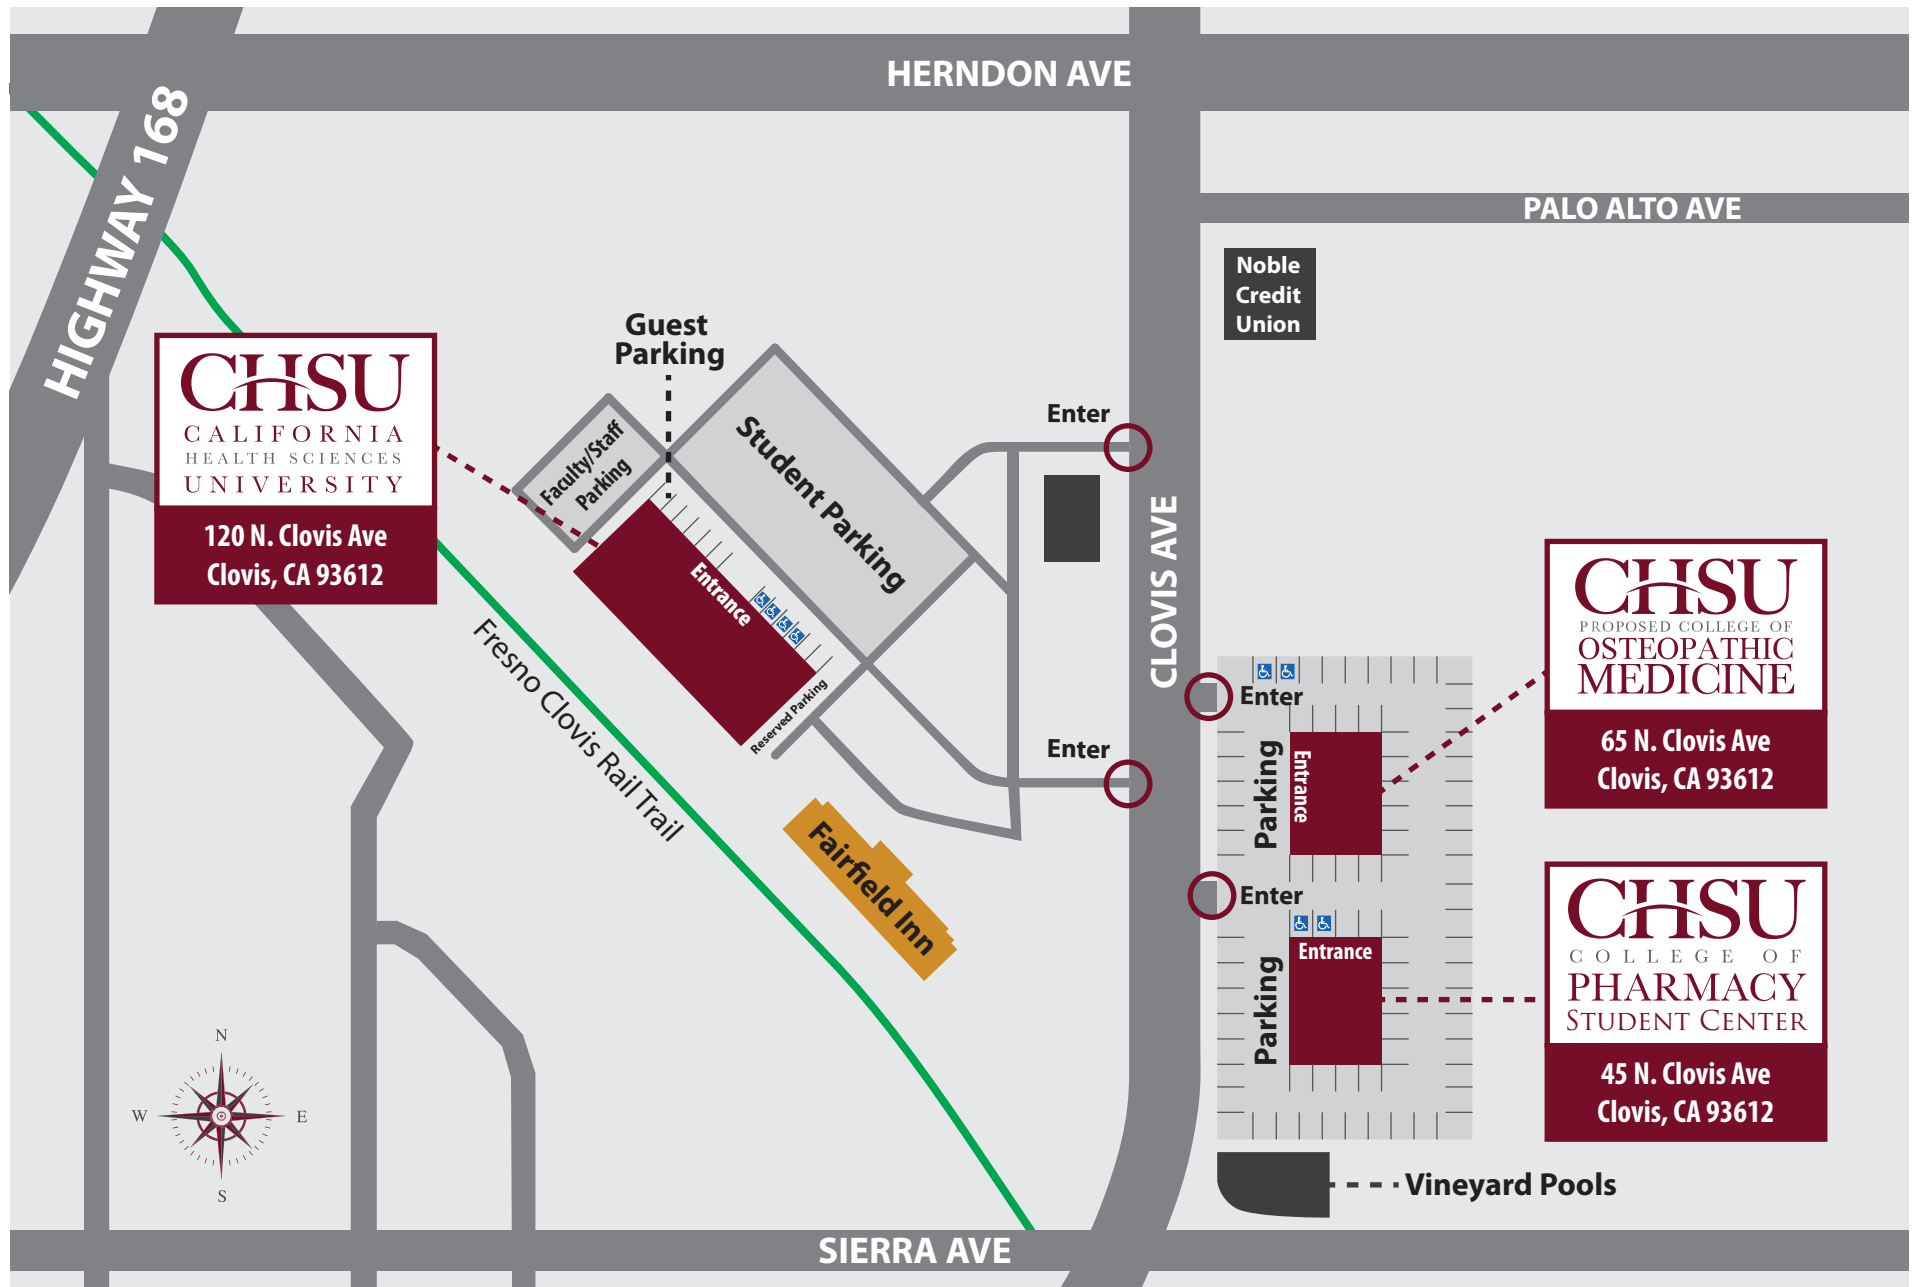 HERNDON AVE
HIGHWAY 168
PALO ALTO AVE
Noble
Credit
Union
Guest
Parking
CHSU
CALIFORNIA
HEALTH SCIENCES
UNIVERSITY
120 N. Clovis Ave
Clovis, CA 93612
Faculty/Staff
Parking
Student Parking
Enter
Entrance
Reserved Parking
CLOVIS AVE
Fresno Clovis Rail Trail
Enter
Fairfield Inn
Enter
Parking
Entrance
CHSU
PROPOSED COLLEGE OF
OSTEOPATHIC
MEDICINE
65 N. Clovis Ave
Clovis, CA 93612
Enter
Parking
Entrance
CHSU
COLLEGE OF
PHARMACY
STUDENT CENTER
45 N. Clovis Ave
Clovis, CA 93612
N
W
E
S
Vineyard Pools
SIERRA AVE